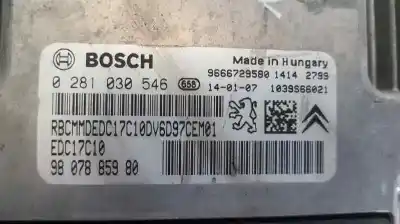 BOSCH
Made in Hungary
0 281 030 546 658
9666729580 1414 2799
14-01-07 1039S66021
RBCMMDEDC17C10DV6D97CEM01
EDC17C10
98 078 859 80